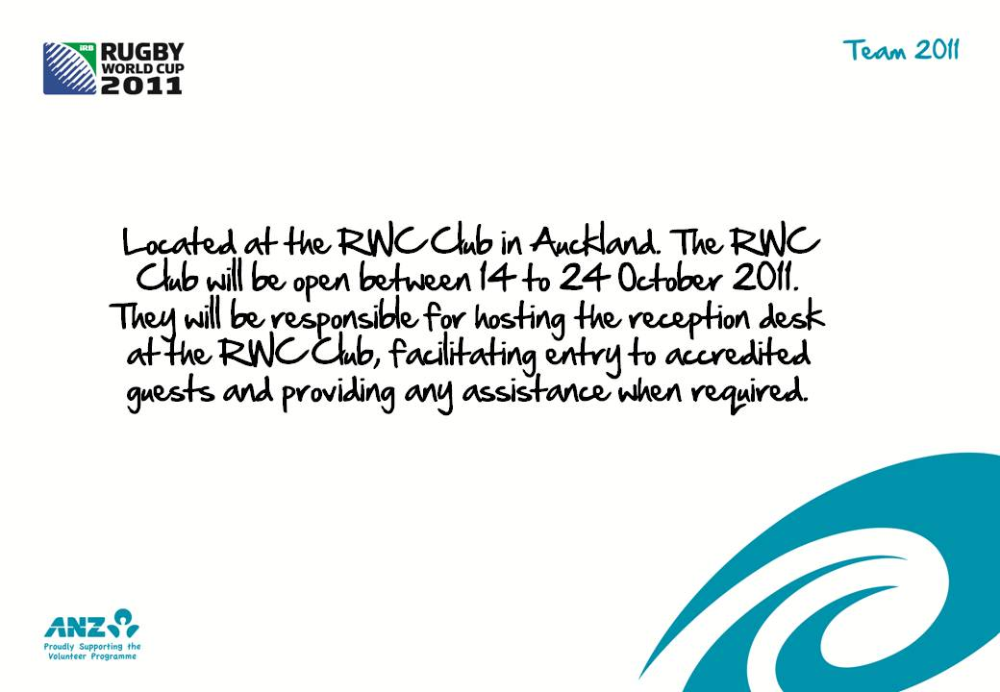 iRB
RUGBY
WORLD CUP
2011
Team 2011
Located at the RWC Club in Auckland. The RWC
Club will be open between 14 to 24 October 2011.
They will be responsible for hosting the reception desk
at the RWC Club, facilitating entry to accredited
guests and providing any assistance when required.
ANZ
Proudly Supporting the
Volunteer Programme